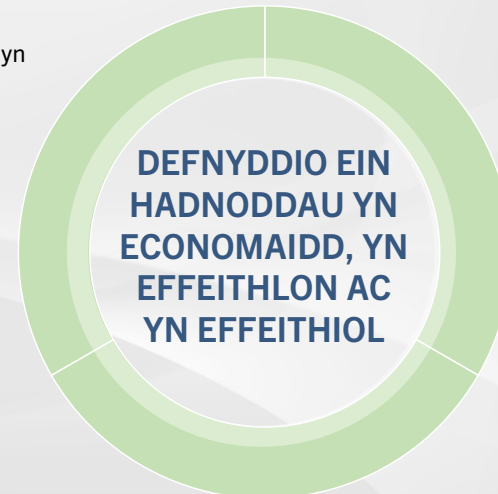 yn
DEFNYDDIO EIN
HADNODDAU YN
ECONOMAIDD, YN
EFFEITHLON AC
YN EFFEITHIOL